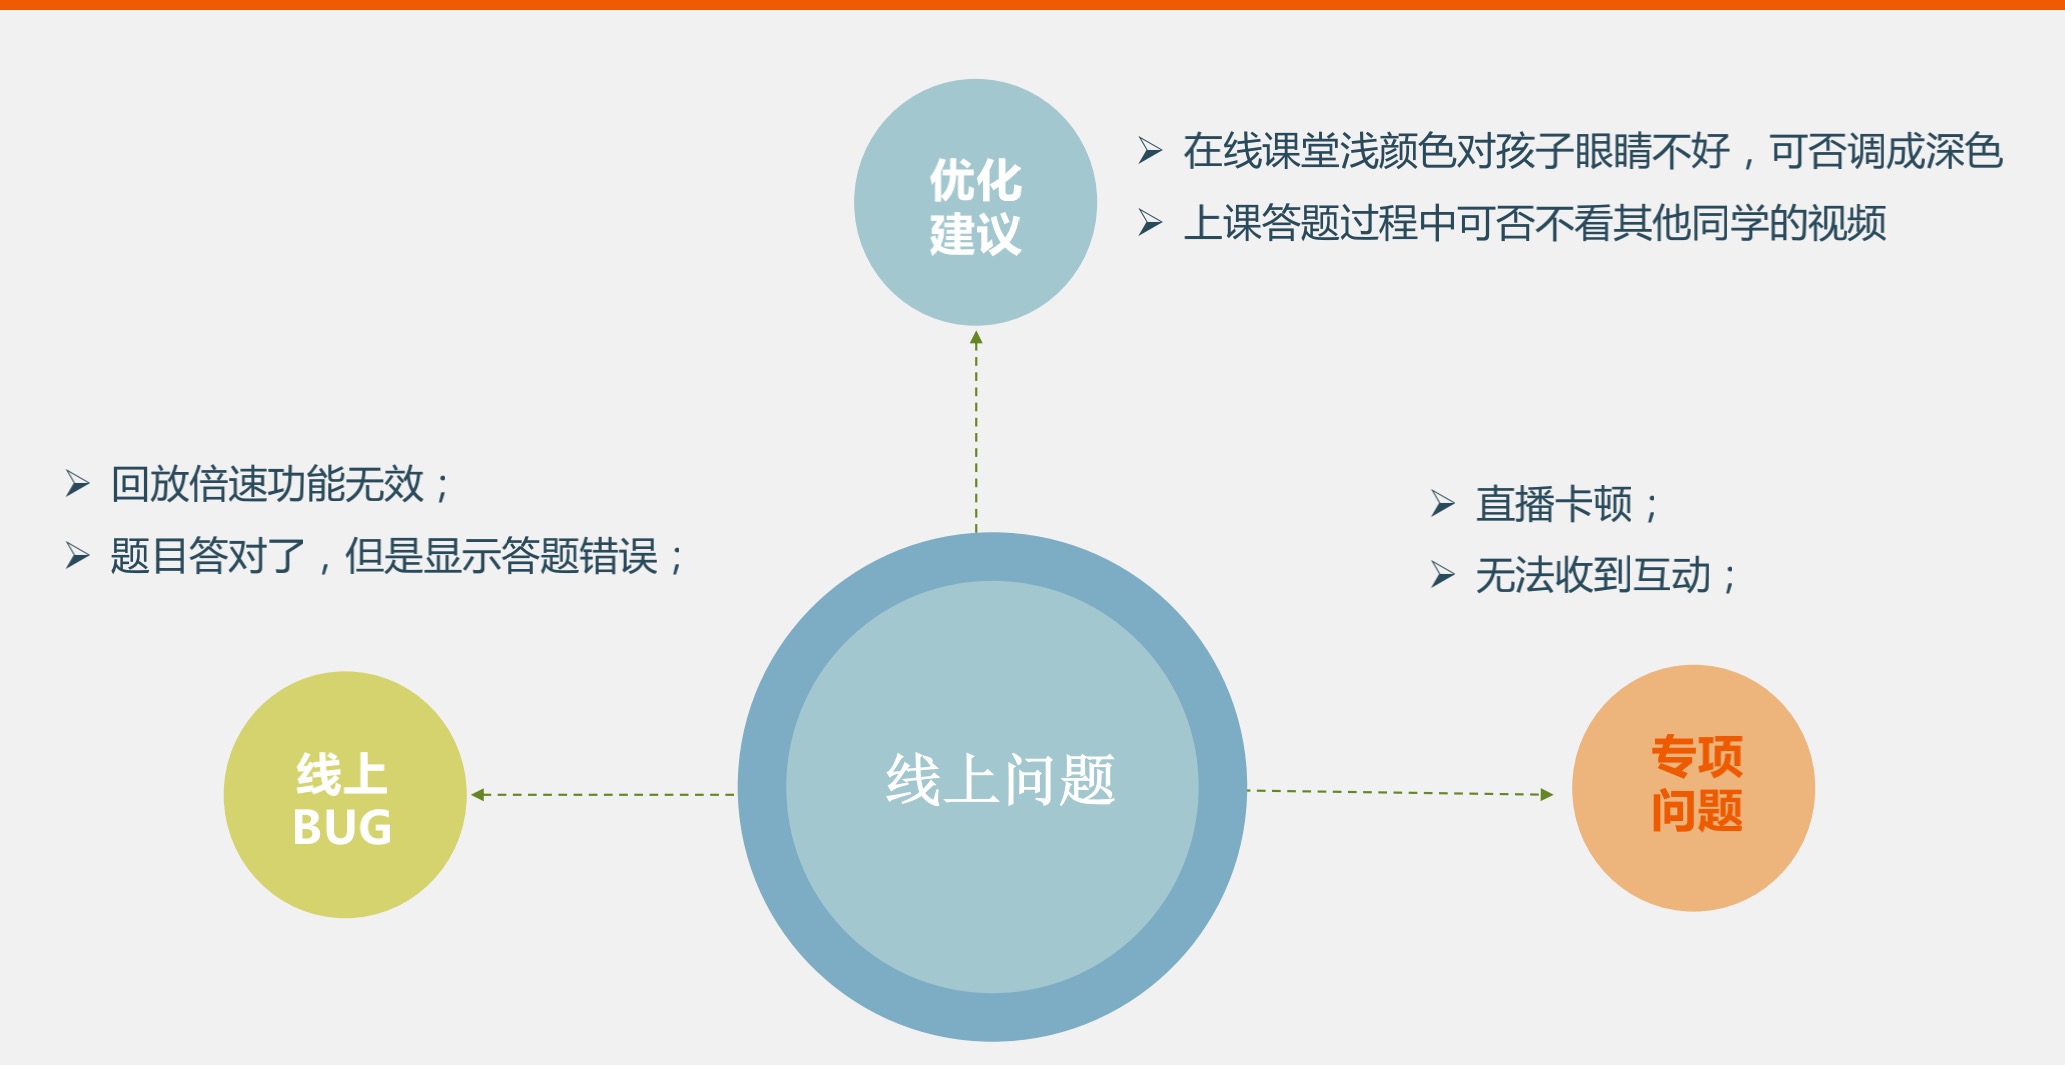 优化
建议
➢ 在线课堂浅颜色对孩子眼睛不好，可否调成深色
➢ 上课答题过程中可否不看其他同学的视频
➢ 回放倍速功能无效；
➢ 题目答对了，但是显示答题错误；
➢ 直播卡顿；
➢ 无法收到互动；
线上
BUG
线上问题
专项
问题